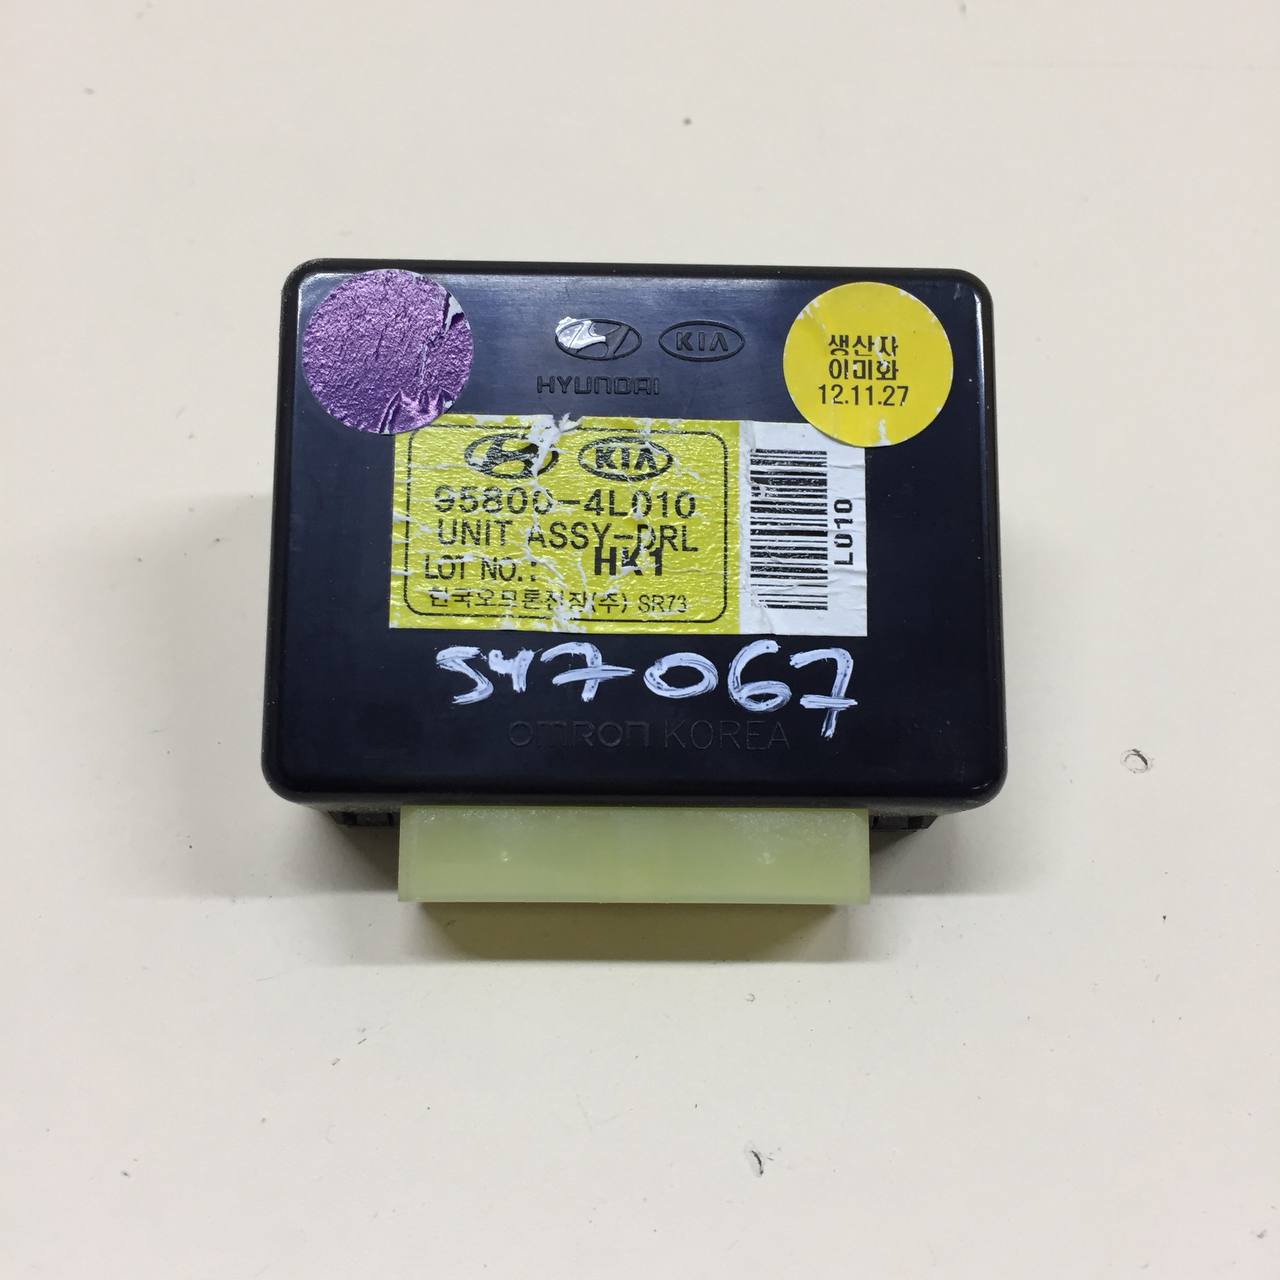 KIA
HYUNDAI
생산자
이미화
12.11.27
KIA
95800-4L010
UNIT ASSY-DRL
LOT NO.: HK1
한국오므론전장(주) SR73
L010
547067
OMRON KOREA